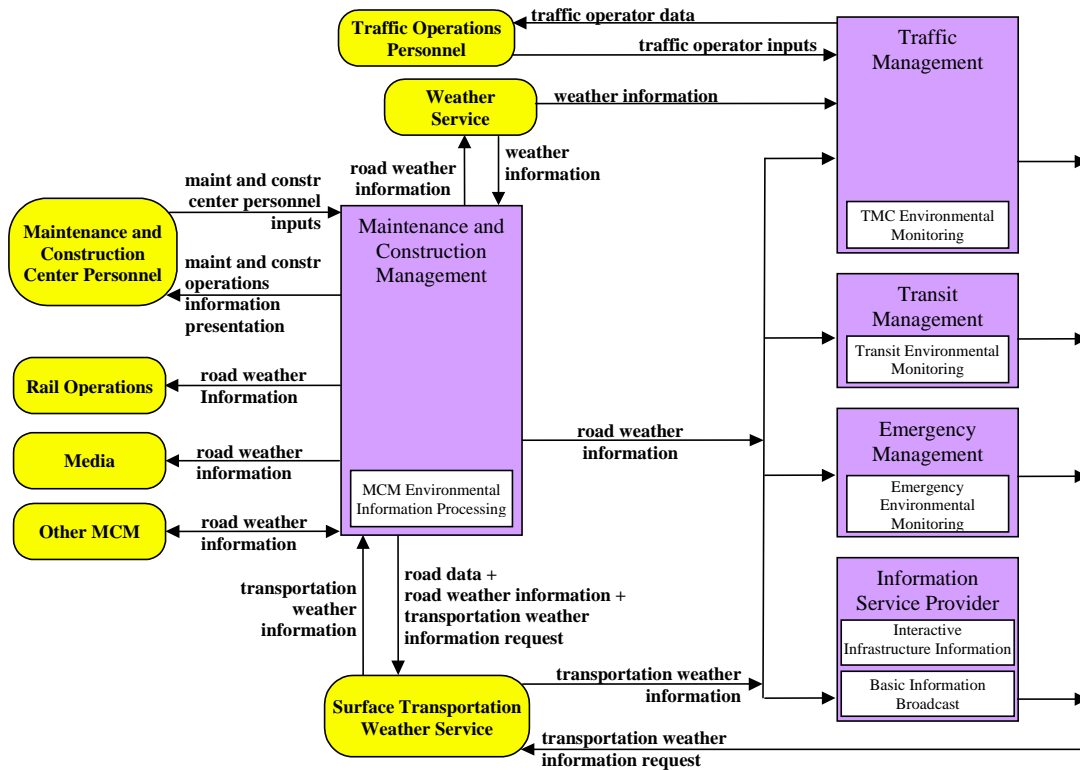 traffic operator data
Traffic Operations
Personnel
traffic operator inputs
Traffic
Management
Weather
Service
weather information
road weather
information
weather
information
maint and constr
center personnel
inputs
Maintenance and
Construction
Center Personnel
maint and constr
operations
information
presentation
Maintenance and
Construction
Management
TMC Environmental
Monitoring
Transit
Management
Transit Environmental
Monitoring
Rail Operations
road weather
Information
Media
road weather
information
Other MCM
road weather
information
MCM Environmental
Information Processing
road weather
information
Emergency
Management
Emergency
Environmental
Monitoring
transportation
weather
information
road data +
road weather information +
transportation weather
information request
Information
Service Provider
Interactive
Infrastructure Information
Basic Information
Broadcast
Surface Transportation
Weather Service
transportation weather
information
transportation weather
information request